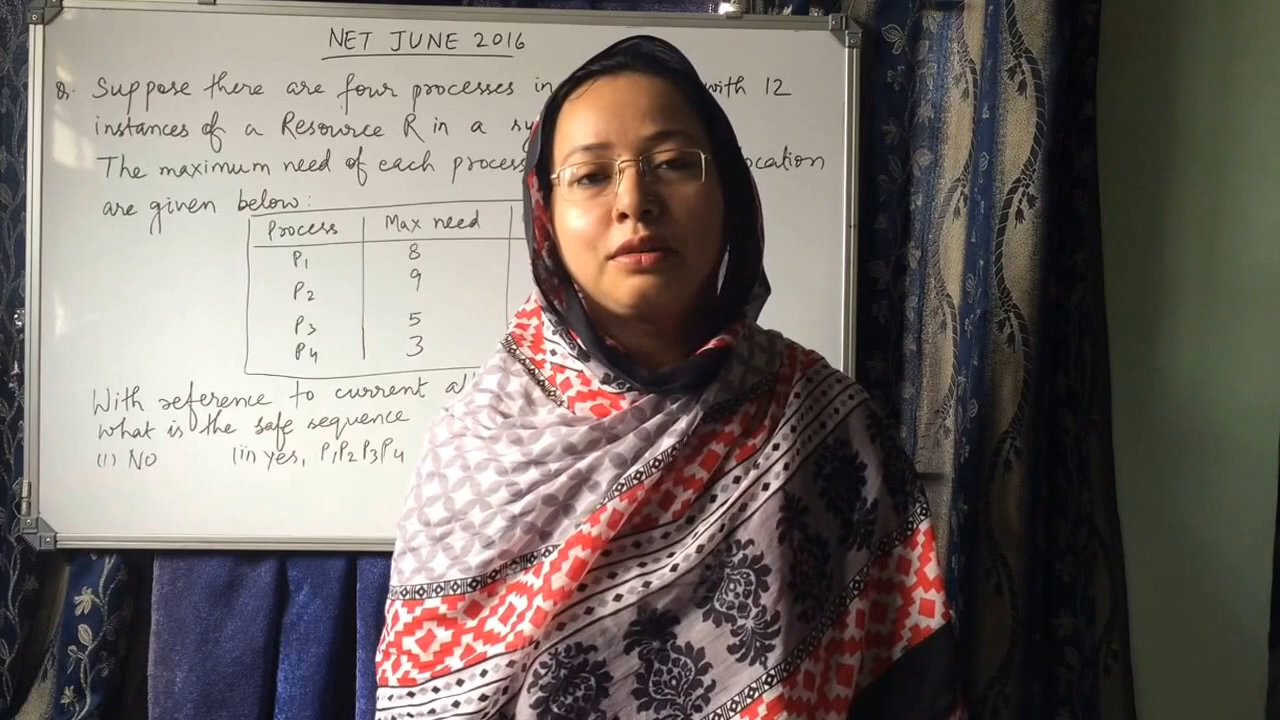 NET JUNE 2016
Q. Suppose there are four processes in with 12
instances of a Resource R in a sy
The maximum need of each process location
are given below:
Process Max need
P1 8
P2 9
P3 5
P4 3
With reference to current all
what is the safe sequence
(i) NO (ii) yes, P1P2P3P4